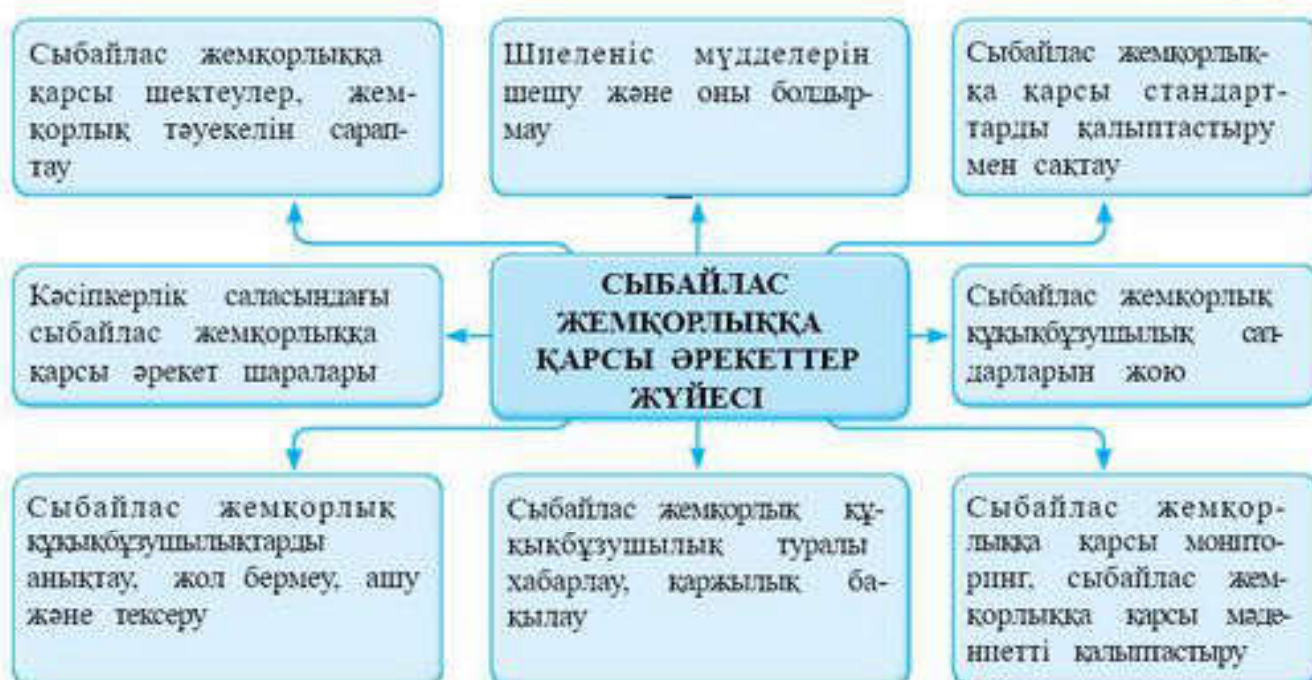 Сыбайлас жемқорлыққа
қарсы шектеулер, жем-
қорлық тәуекелін сарап-
тау
Шиеленіс мүдделерін
шешу және оны болдыр-
мау
Сыбайлас жемқорлық-
қа қарсы стандарт-
тарды қалыптастыру
мен сақтау
Кәсіпкерлік саласындағы
сыбайлас жемқорлыққа
қарсы әрекет шаралары
СЫБАЙЛАС
ЖЕМҚОРЛЫҚҚА
ҚАРСЫ ӘРЕКЕТТЕР
ЖҮЙЕСІ
Сыбайлас жемқорлық
құқықбұзушылық сал-
дарларын жою
Сыбайлас жемқорлық
құқықбұзушылықтарды
анықтау, жол бермеу, ашу
және тексеру
Сыбайлас жемқорлық құ-
қықбұзушылық туралы
хабарлау, қаржылық ба-
қылау
Сыбайлас жемқор-
лыққа қарсы монито-
ринг, сыбайлас жем-
қорлыққа қарсы мәде-
ниетті қалыптастыру